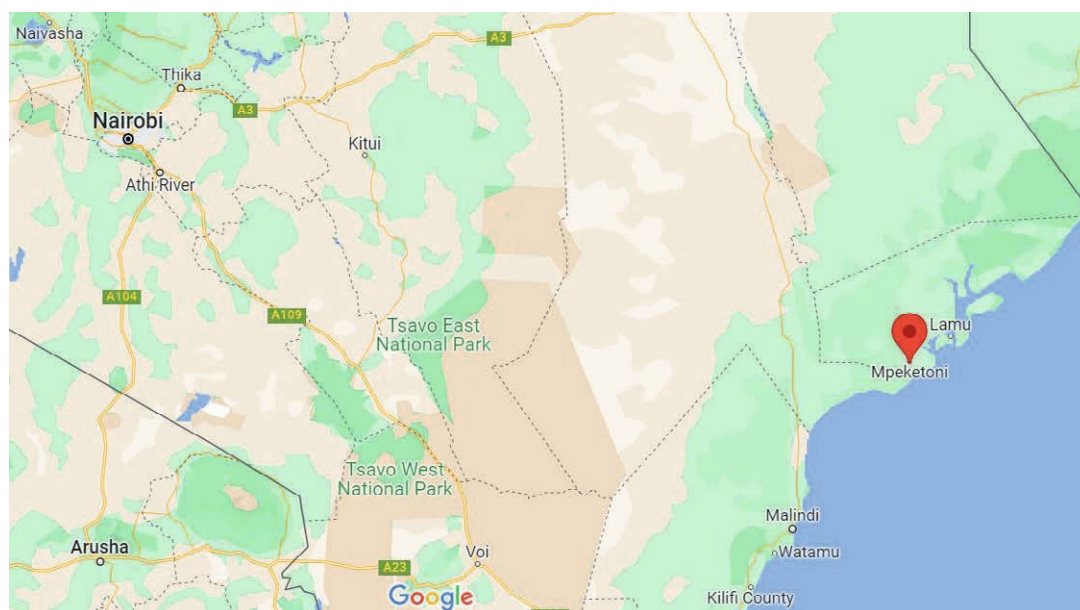 Naivasha
A3
Thika
A3
Nairobi
Kitui
Athi River
A104
A109
Tsavo East
National Park
Lamu
Mpeketoni
Tsavo West
National Park
Malindi
Arusha
Voi
Watamu
A23
Google
Kilifi County